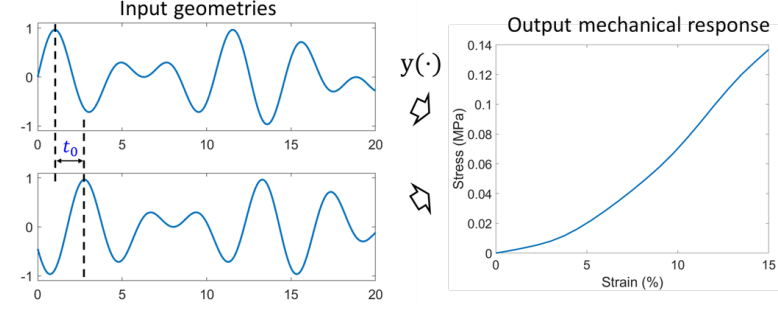 Input geometries
1
0
-1
0 5 10 15 20
t₀
1
0
-1
0 5 10 15 20
y(·)
Output mechanical response
0.14
0.12
0.1
0.08
0.06
0.04
0.02
0
Stress (MPa)
0 5 10 15
Strain (%)